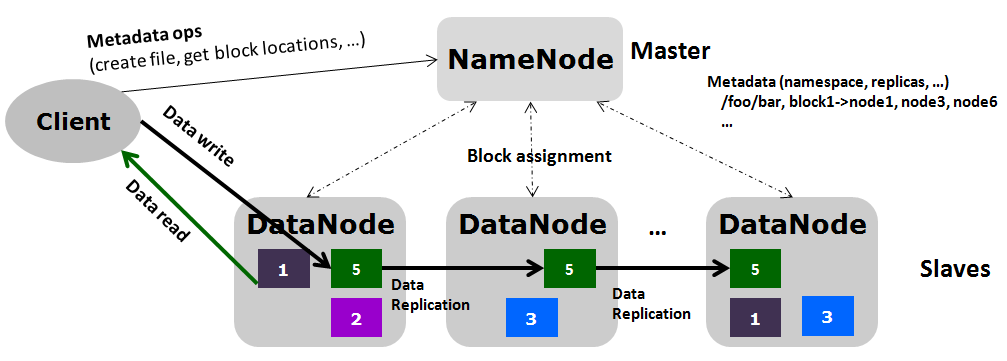 Metadata ops
(create file, get block locations, …)
NameNode
Master
Metadata (namespace, replicas, …)
/foo/bar, block1->node1, node3, node6
…
Client
Data write
Data read
Block assignment
DataNode
1
5
2
Data
Replication
DataNode
5
3
Data
Replication
...
DataNode
5
1
3
Slaves